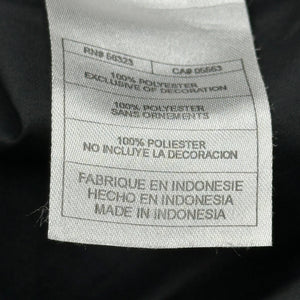 RN# 56323 CA# 05553
100% POLYESTER
EXCLUSIVE OF DECORATION
100% POLYESTER
SANS ORNEMENTS
100% POLIESTER
NO INCLUYE LA DECORACION
FABRIQUE EN INDONESIE
HECHO EN INDONESIA
MADE IN INDONESIA